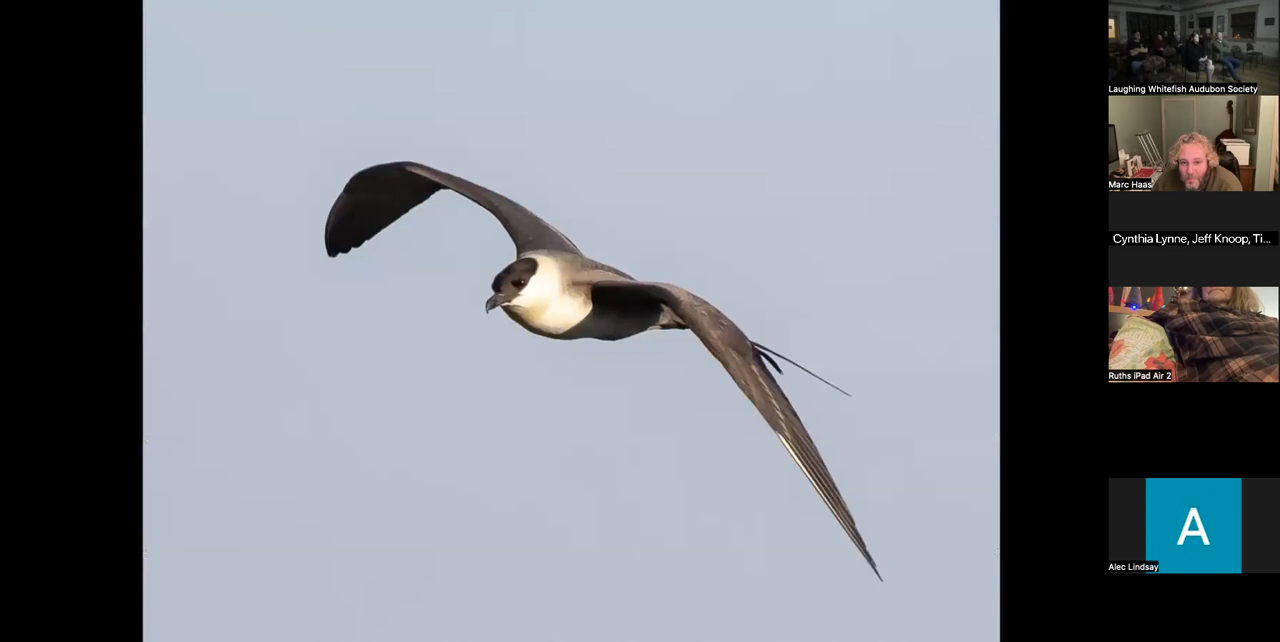 Laughing Whitefish Audubon Society
Marc Haas
Cynthia Lynne, Jeff Knoop, Ti...
Ruths iPad Air 2
A
Alec Lindsay